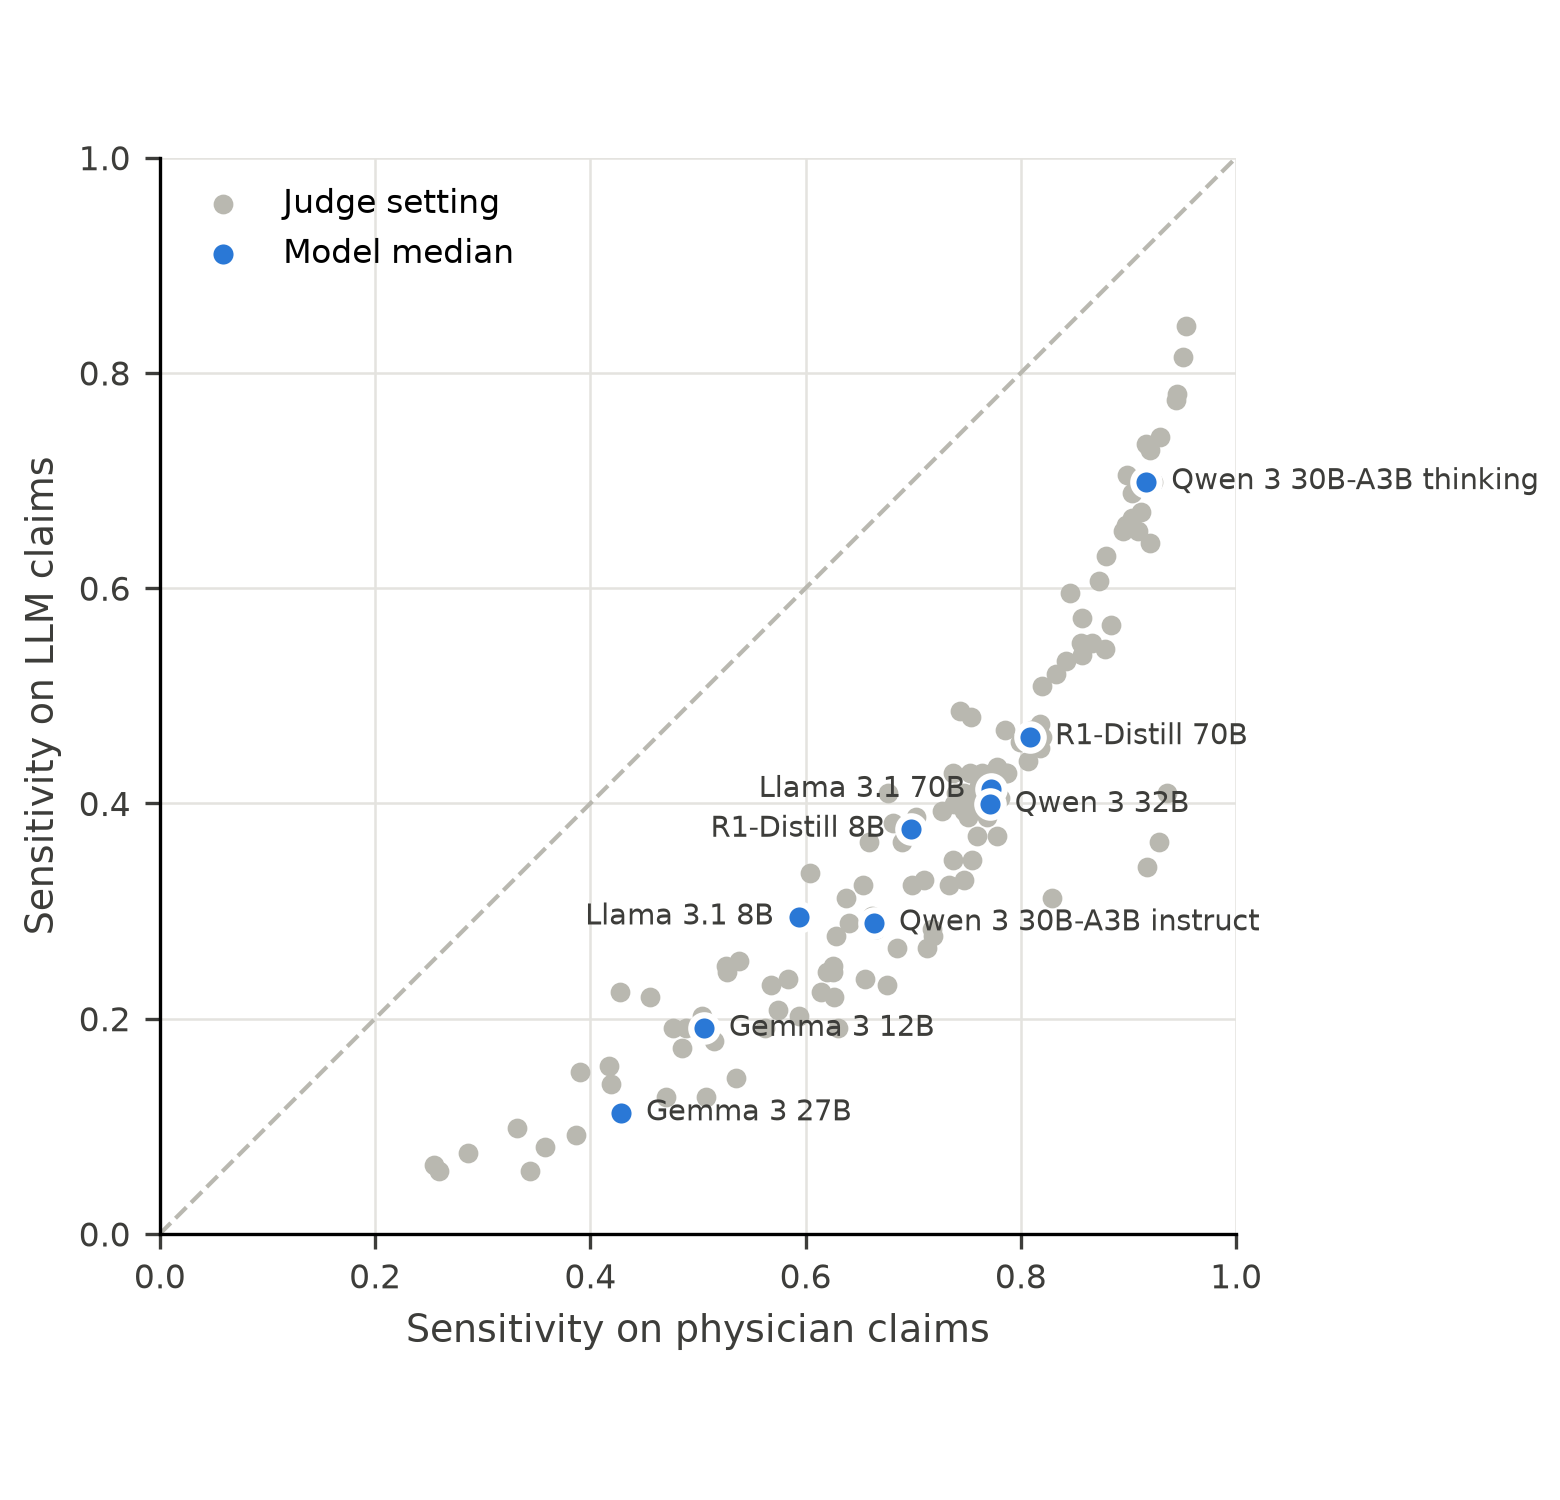 1.0
Judge setting
Model median
0.8
Qwen 3 30B-A3B thinking
Sensitivity on LLM claims
0.6
R1-Distill 70B
Llama 3.1 70B
0.4
Qwen 3 32B
R1-Distill 8B
Llama 3.1 8B
Qwen 3 30B-A3B instruct
0.2
Gemma 3 12B
Gemma 3 27B
0.0
0.0 0.2 0.4 0.6 0.8 1.0
Sensitivity on physician claims